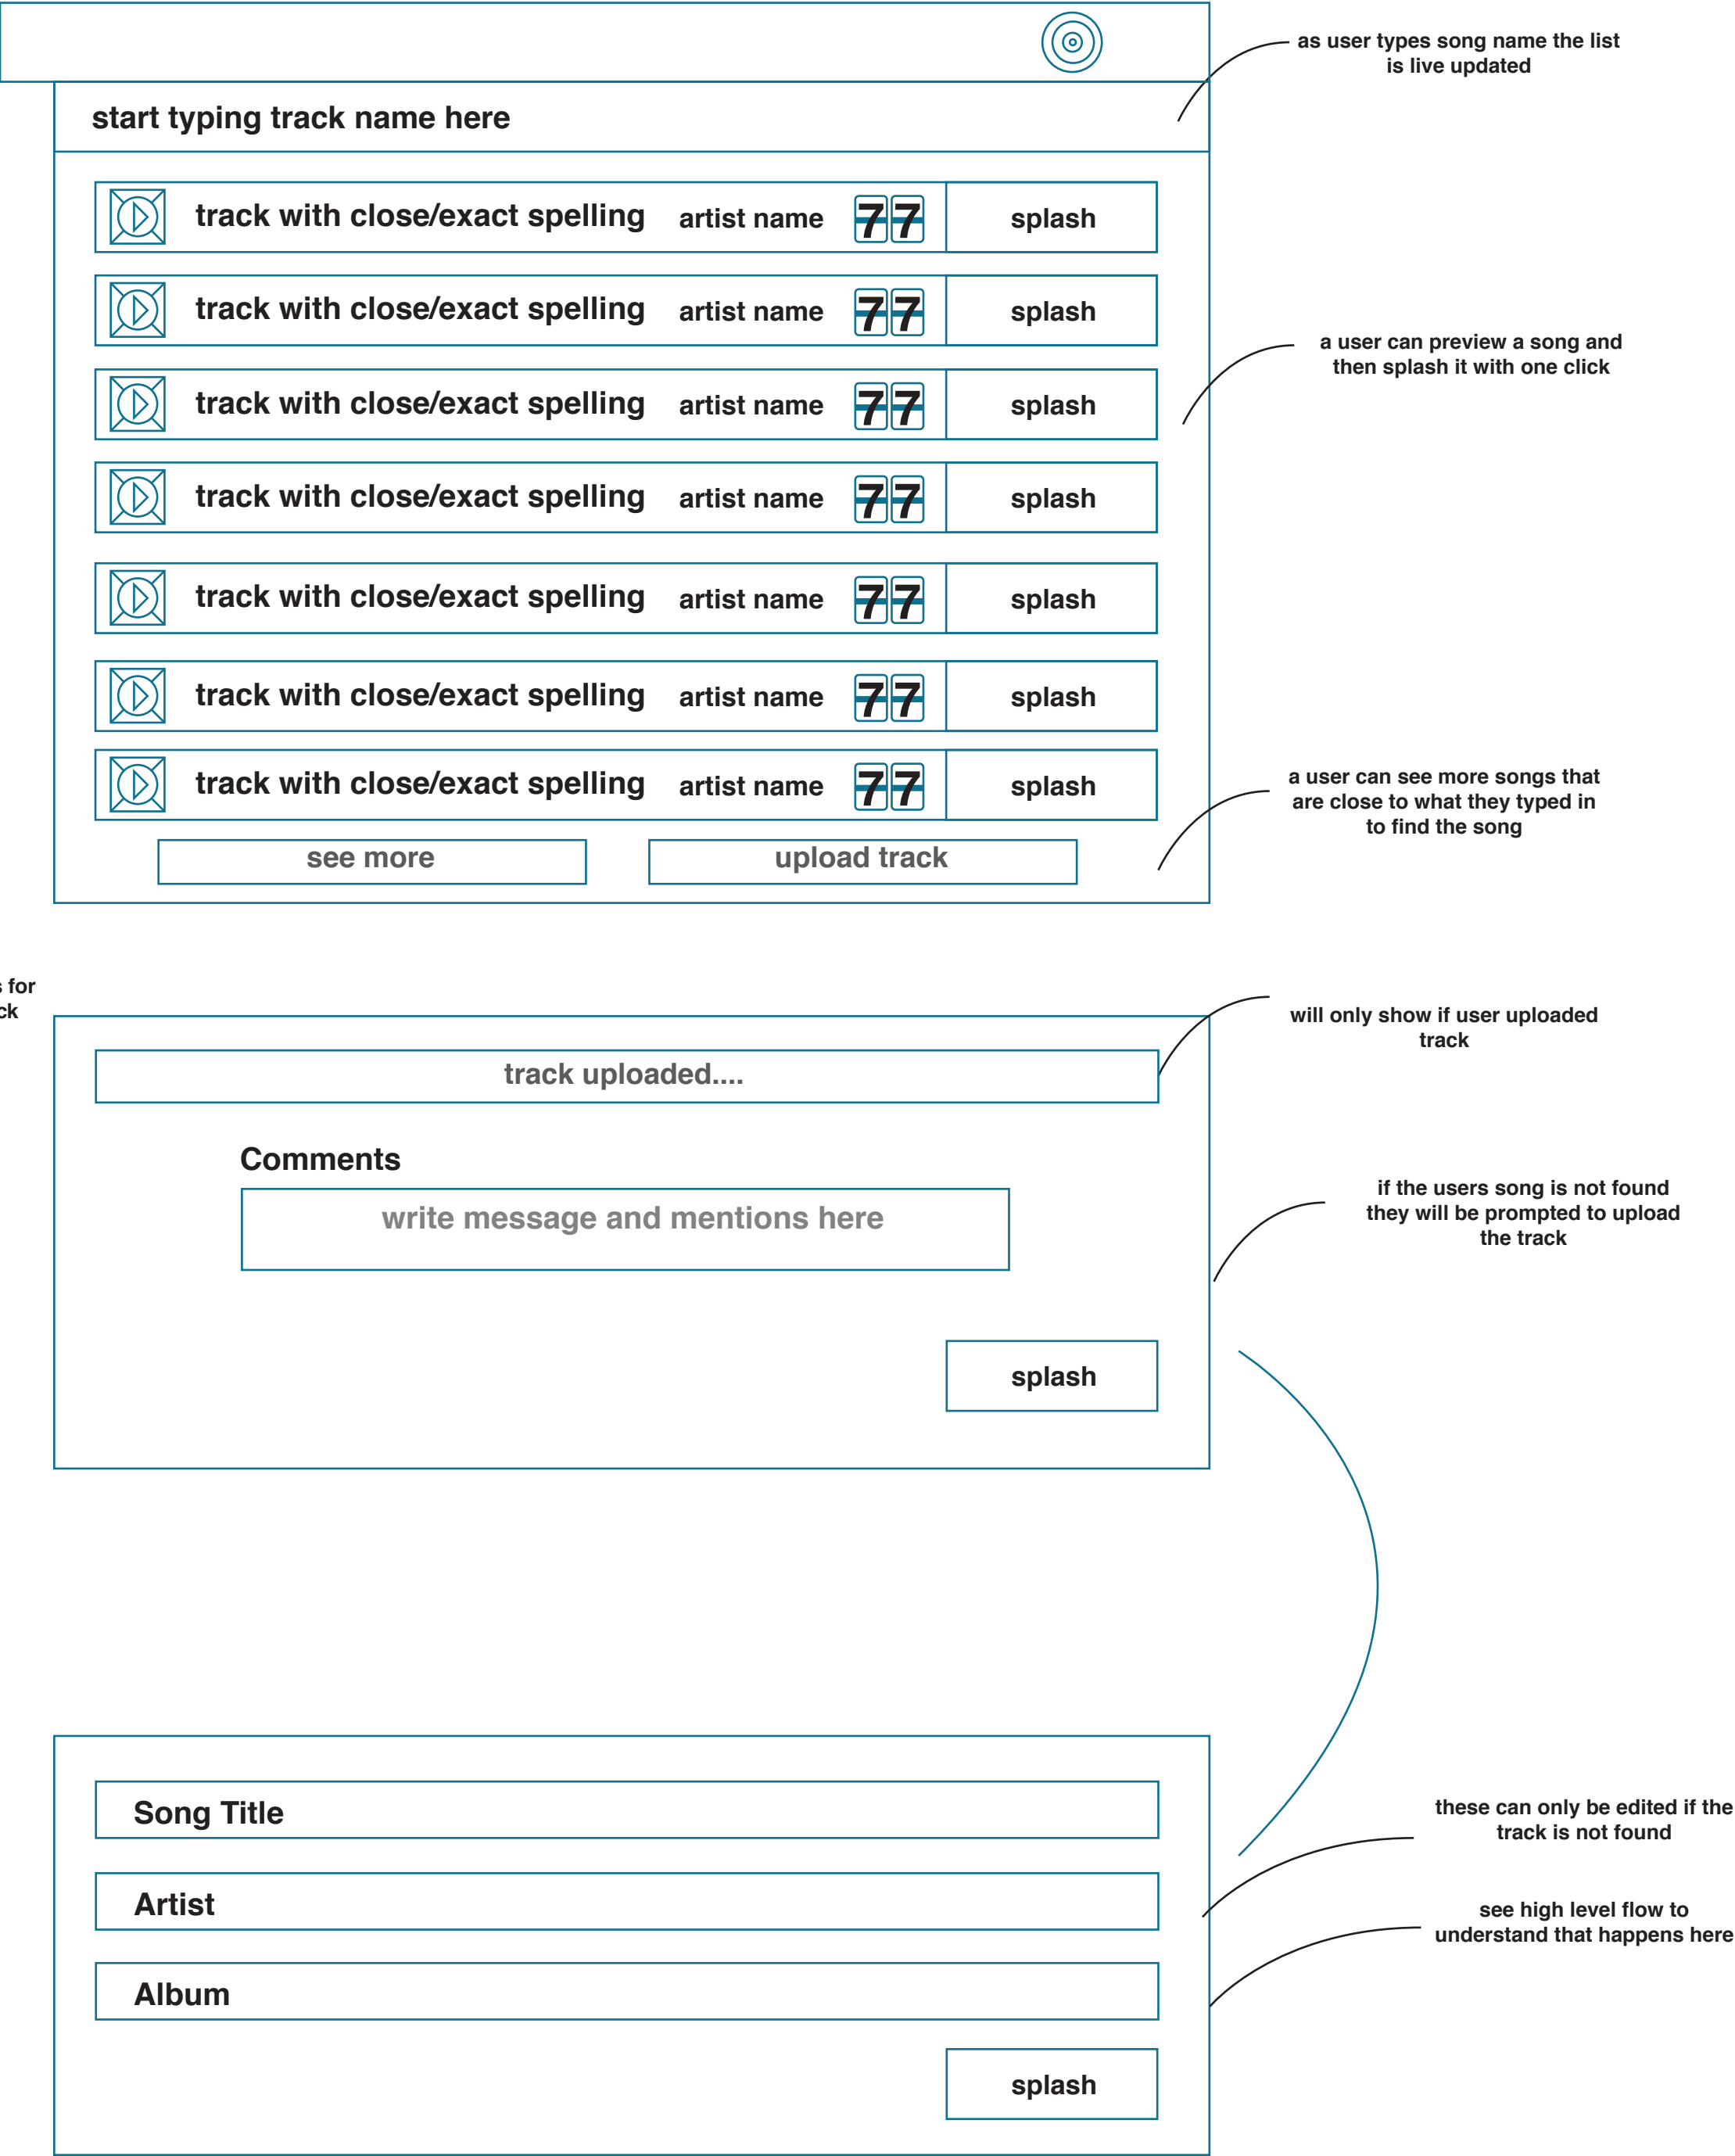 as user types song name the list
is live updated
start typing track name here
track with close/exact spelling artist name 77 splash
track with close/exact spelling artist name 77 splash
a user can preview a song and
then splash it with one click
track with close/exact spelling artist name 77 splash
track with close/exact spelling artist name 77 splash
track with close/exact spelling artist name 77 splash
track with close/exact spelling artist name 77 splash
track with close/exact spelling artist name 77 splash
a user can see more songs that
are close to what they typed in
to find the song
see more
upload track
for
will only show if user uploaded
track
track uploaded....
Comments
write message and mentions here
if the users song is not found
they will be prompted to upload
the track
splash
Song Title
Artist
Album
these can only be edited if the
track is not found
see high level flow to
understand that happens here
splash